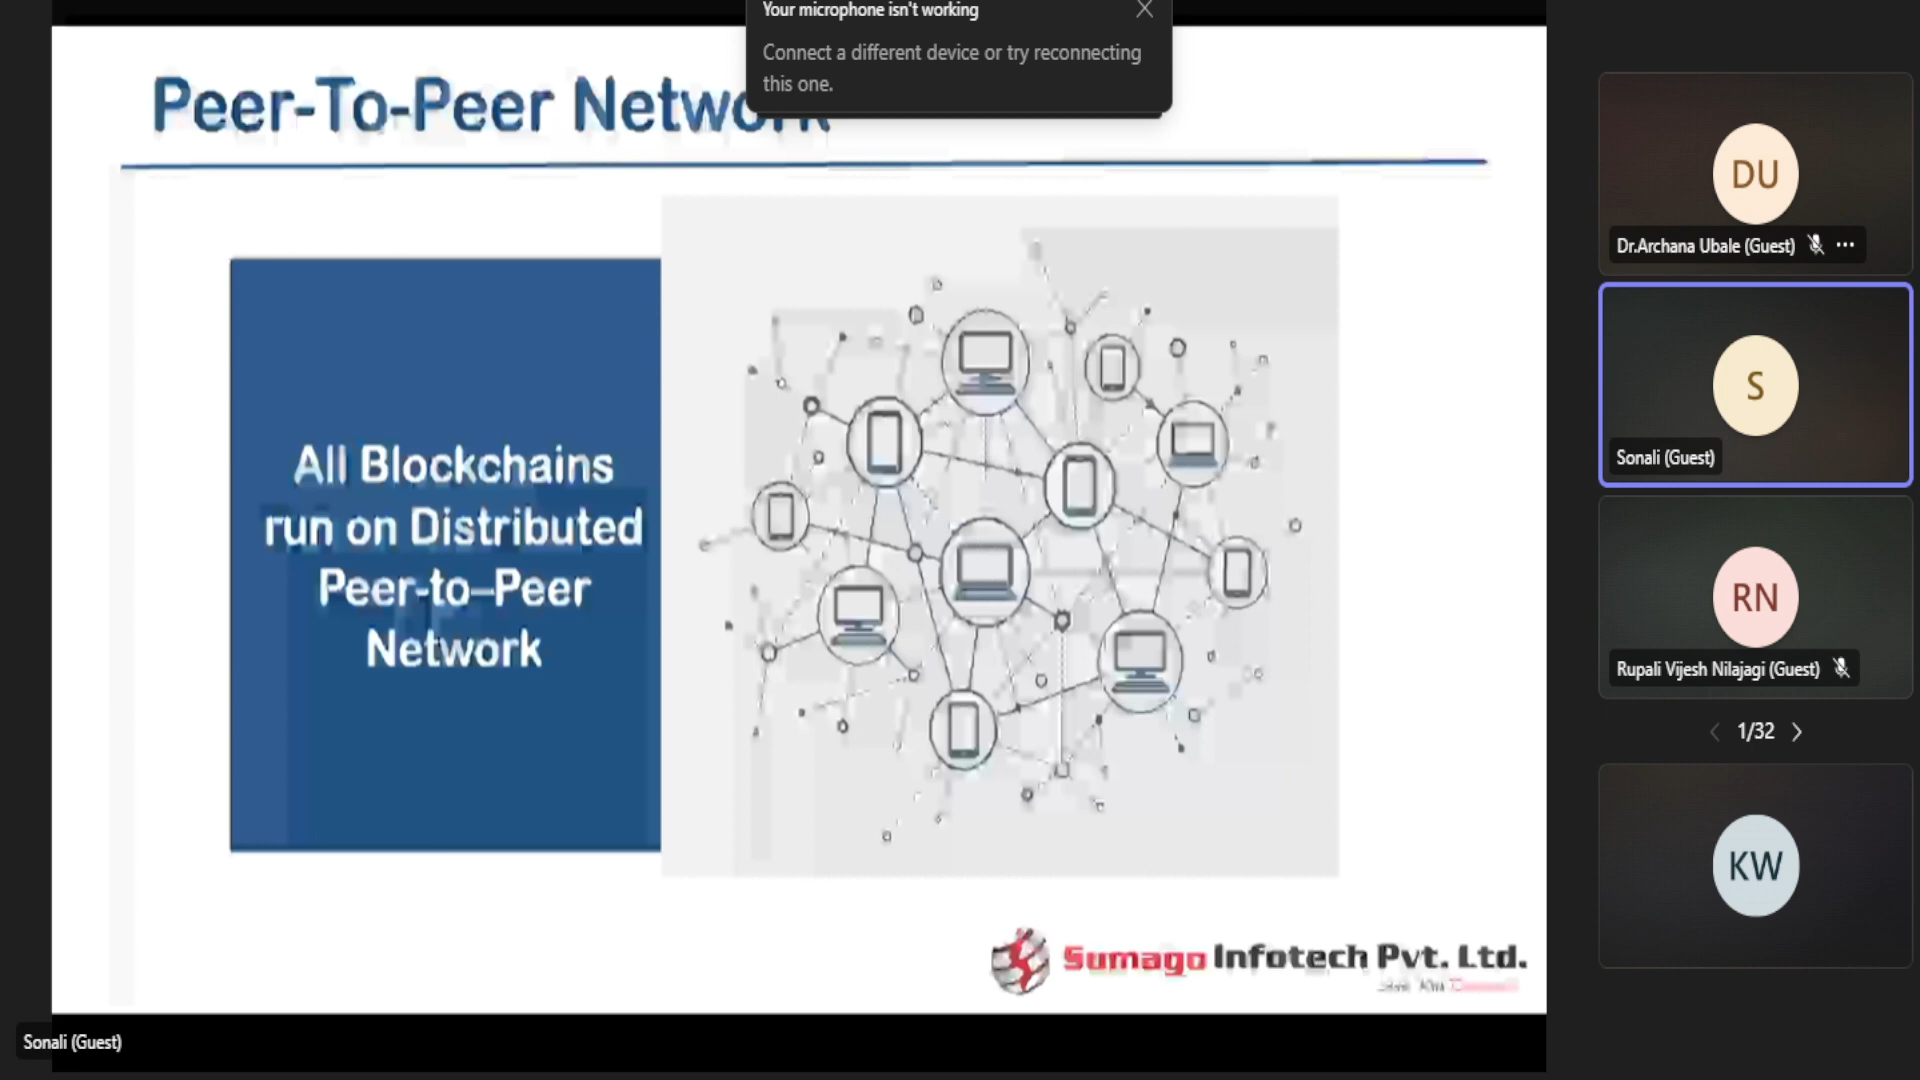 Your microphone isn't working
Connect a different device or try reconnecting
this one.
Peer-To-Peer Network
All Blockchains
run on Distributed
Peer-to–Peer
Network
Sumago Infotech Pvt. Ltd.
Sonali (Guest)
DU
Dr.Archana Ubale (Guest)
S
Sonali (Guest)
RN
Rupali Vijesh Nilajagi (Guest)
1/32
KW